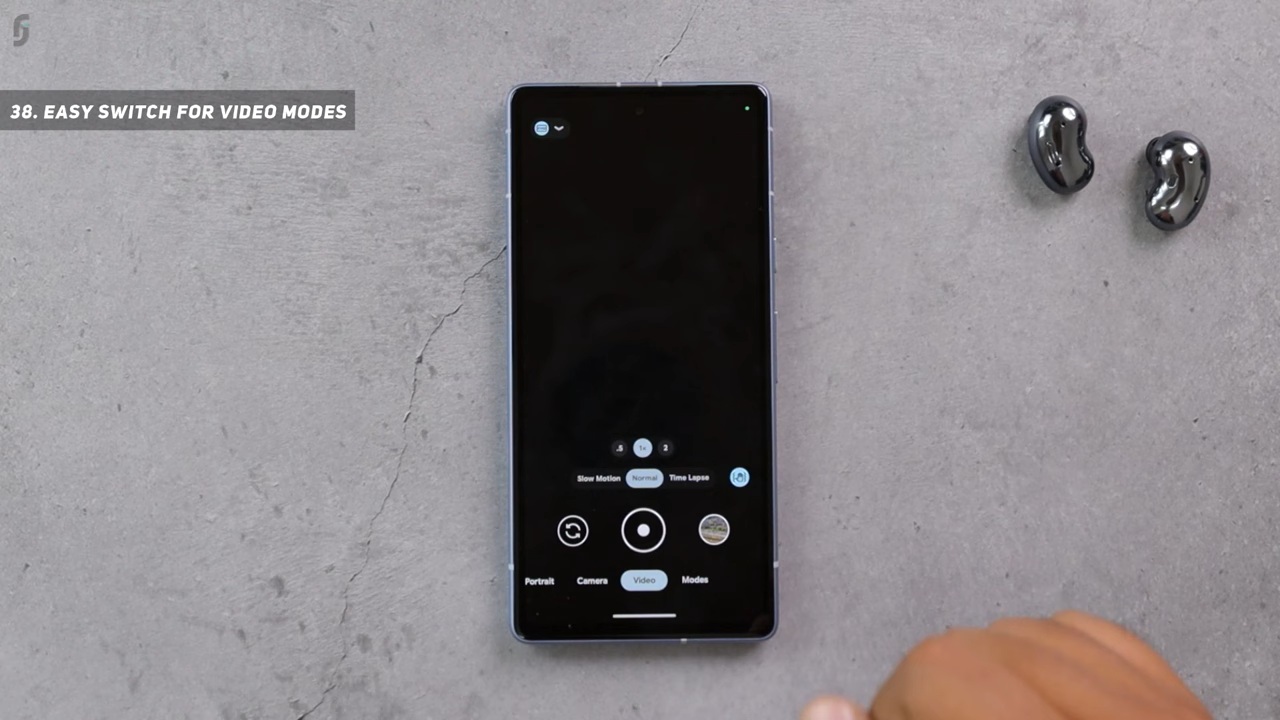 38. EASY SWITCH FOR VIDEO MODES
.5 1x 2
Slow Motion Normal Time Lapse
Portrait Camera Video Modes